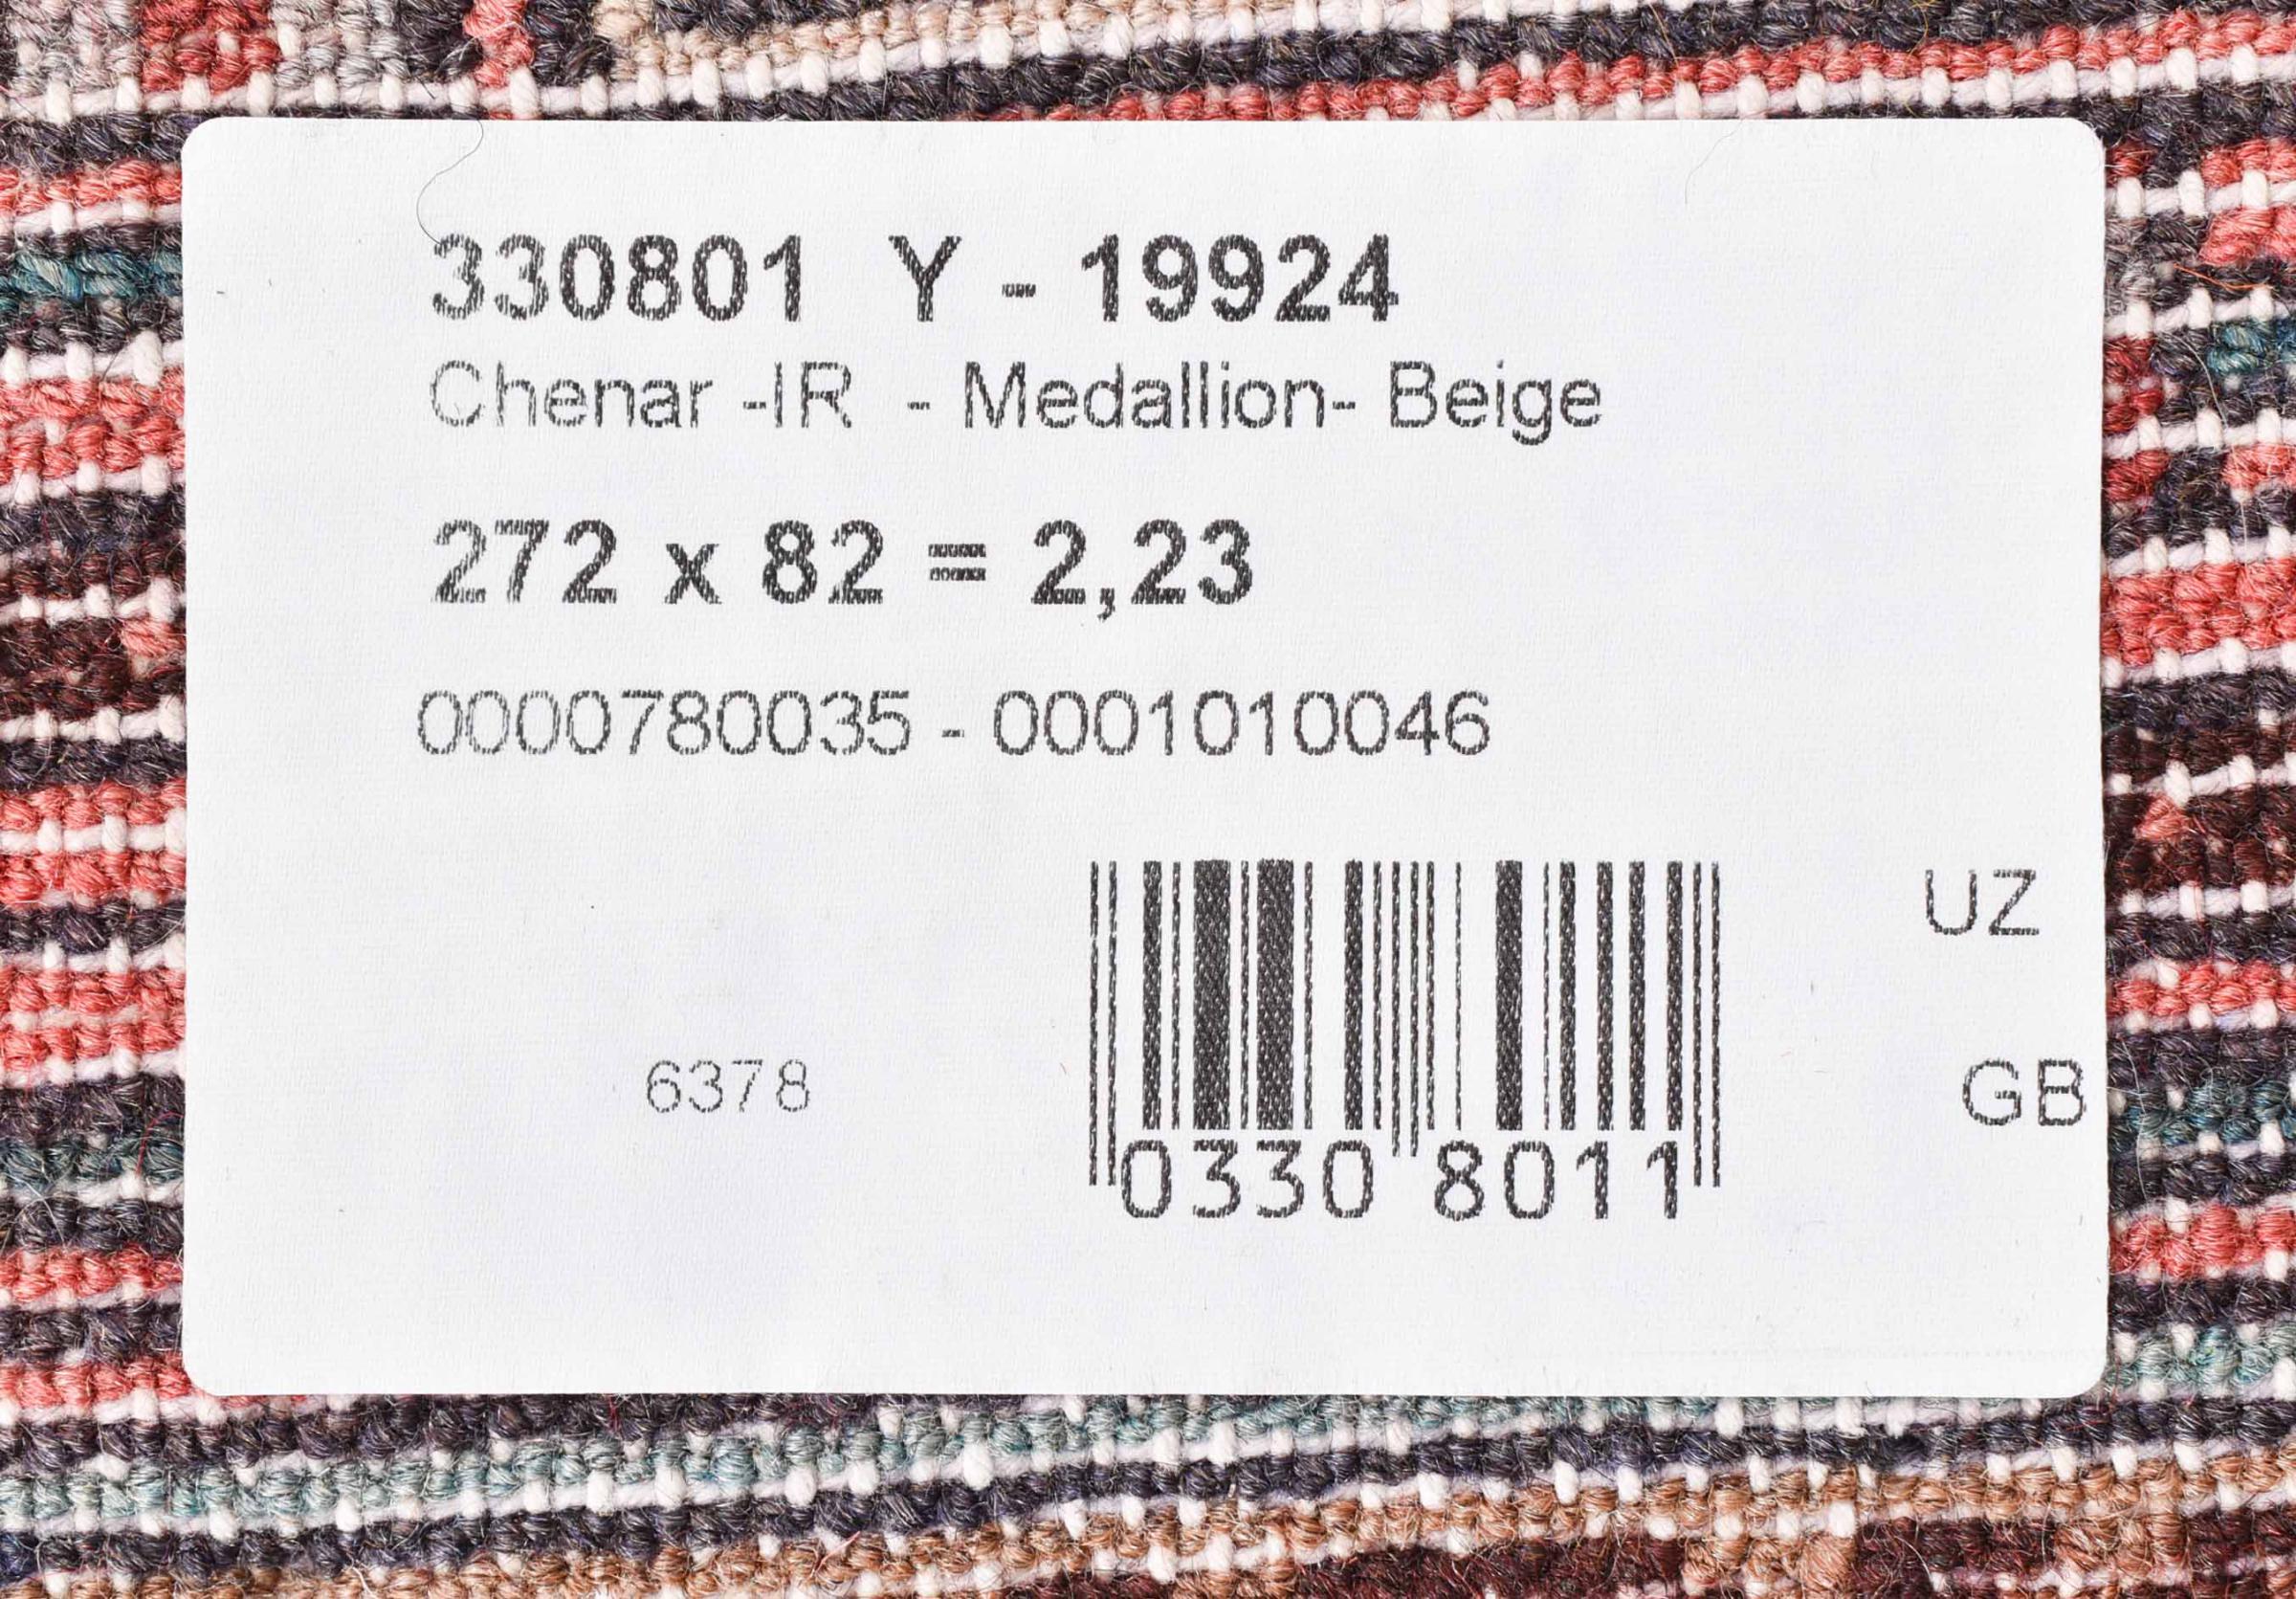 330801 Y - 19924
Chenar -IR - Medallion- Beige
272 x 82 = 2,23
0000780035 - 0001010046
UZ
6378
GB
0330 8011